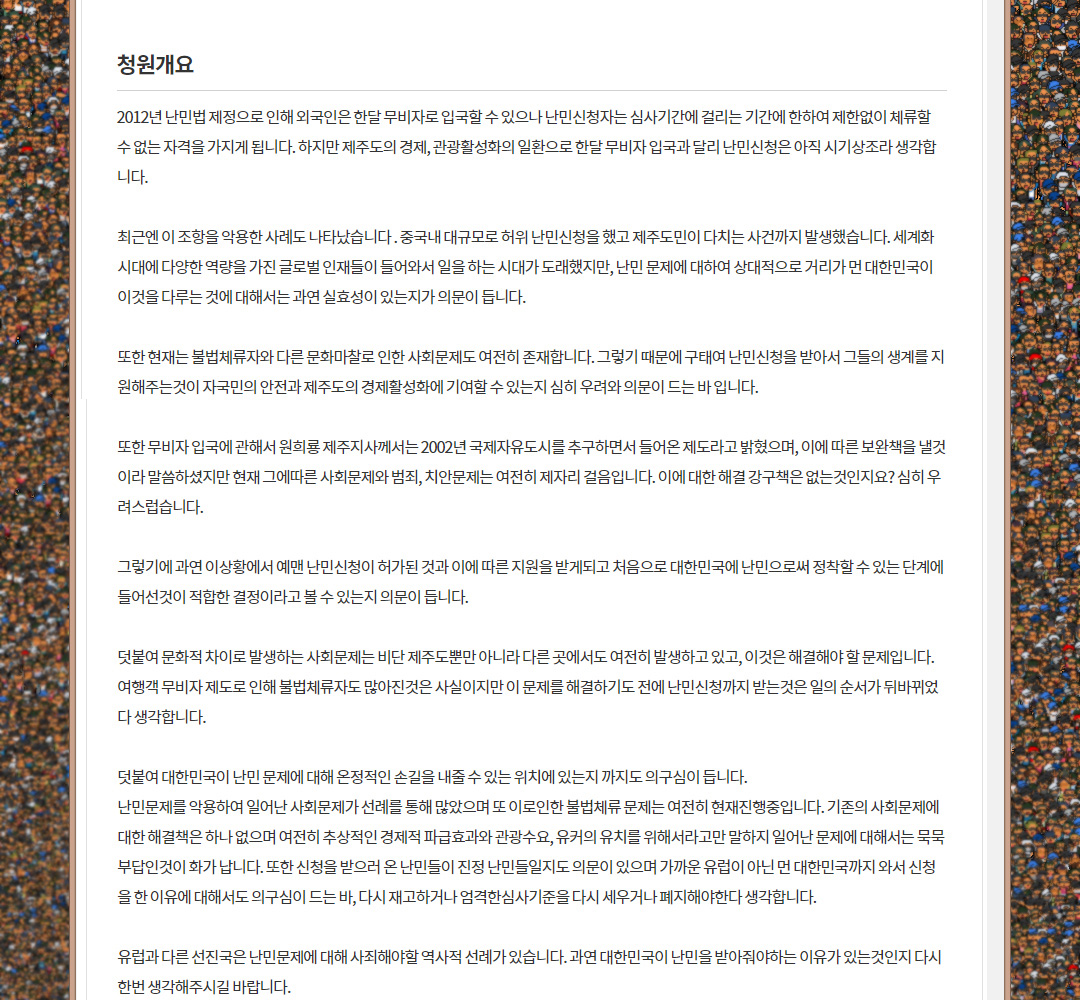 청원개요
2012년 난민법 제정으로 인해 외국인은 한달 무비자로 입국할 수 있으나 난민신청자는 심사기간에 걸리는 기간에 한하여 제한없이 체류할
수 없는 자격을 가지게 됩니다. 하지만 제주도의 경제, 관광활성화의 일환으로 한달 무비자 입국과 달리 난민신청은 아직 시기상조라 생각합
니다.
최근엔 이 조항을 악용한 사례도 나타났습니다 . 중국내 대규모로 허위 난민신청을 했고 제주도민이 다치는 사건까지 발생했습니다. 세계화
시대에 다양한 역량을 가진 글로벌 인재들이 들어와서 일을 하는 시대가 도래했지만, 난민 문제에 대하여 상대적으로 거리가 먼 대한민국이
이것을 다루는 것에 대해서는 과연 실효성이 있는지가 의문이 듭니다.
또한 현재는 불법체류자와 다른 문화마찰로 인한 사회문제도 여전히 존재합니다. 그렇기 때문에 구태여 난민신청을 받아서 그들의 생계를 지
원해주는것이 자국민의 안전과 제주도의 경제활성화에 기여할 수 있는지 심히 우려와 의문이 드는 바 입니다.
또한 무비자 입국에 관해서 원희룡 제주지사께서는 2002년 국제자유도시를 추구하면서 들어온 제도라고 밝혔으며, 이에 따른 보완책을 낼것
이라 말씀하셨지만 현재 그에따른 사회문제와 범죄, 치안문제는 여전히 제자리 걸음입니다. 이에 대한 해결 강구책은 없는것인지요? 심히 우
려스럽습니다.
그렇기에 과연 이상황에서 예맨 난민신청이 허가된 것과 이에 따른 지원을 받게되고 처음으로 대한민국에 난민으로써 정착할 수 있는 단계에
들어선것이 적합한 결정이라고 볼 수 있는지 의문이 듭니다.
덧붙여 문화적 차이로 발생하는 사회문제는 비단 제주도뿐만 아니라 다른 곳에서도 여전히 발생하고 있고, 이것은 해결해야 할 문제입니다.
여행객 무비자 제도로 인해 불법체류자도 많아진것은 사실이지만 이 문제를 해결하기도 전에 난민신청까지 받는것은 일의 순서가 뒤바뀌었
다 생각합니다.
덧붙여 대한민국이 난민 문제에 대해 온정적인 손길을 내줄 수 있는 위치에 있는지 까지도 의구심이 듭니다.
난민문제를 악용하여 일어난 사회문제가 선례를 통해 많았으며 또 이로인한 불법체류 문제는 여전히 현재진행중입니다. 기존의 사회문제에
대한 해결책은 하나 없으며 여전히 추상적인 경제적 파급효과와 관광수요, 유커의 유치를 위해서라고만 말하지 일어난 문제에 대해서는 묵묵
부답인것이 화가 납니다. 또한 신청을 받으러 온 난민들이 진정 난민들일지도 의문이 있으며 가까운 유럽이 아닌 먼 대한민국까지 와서 신청
을 한 이유에 대해서도 의구심이 드는 바, 다시 재고하거나 엄격한심사기준을 다시 세우거나 폐지해야한다 생각합니다.
유럽과 다른 선진국은 난민문제에 대해 사죄해야할 역사적 선례가 있습니다. 과연 대한민국이 난민을 받아줘야하는 이유가 있는것인지 다시
한번 생각해주시길 바랍니다.